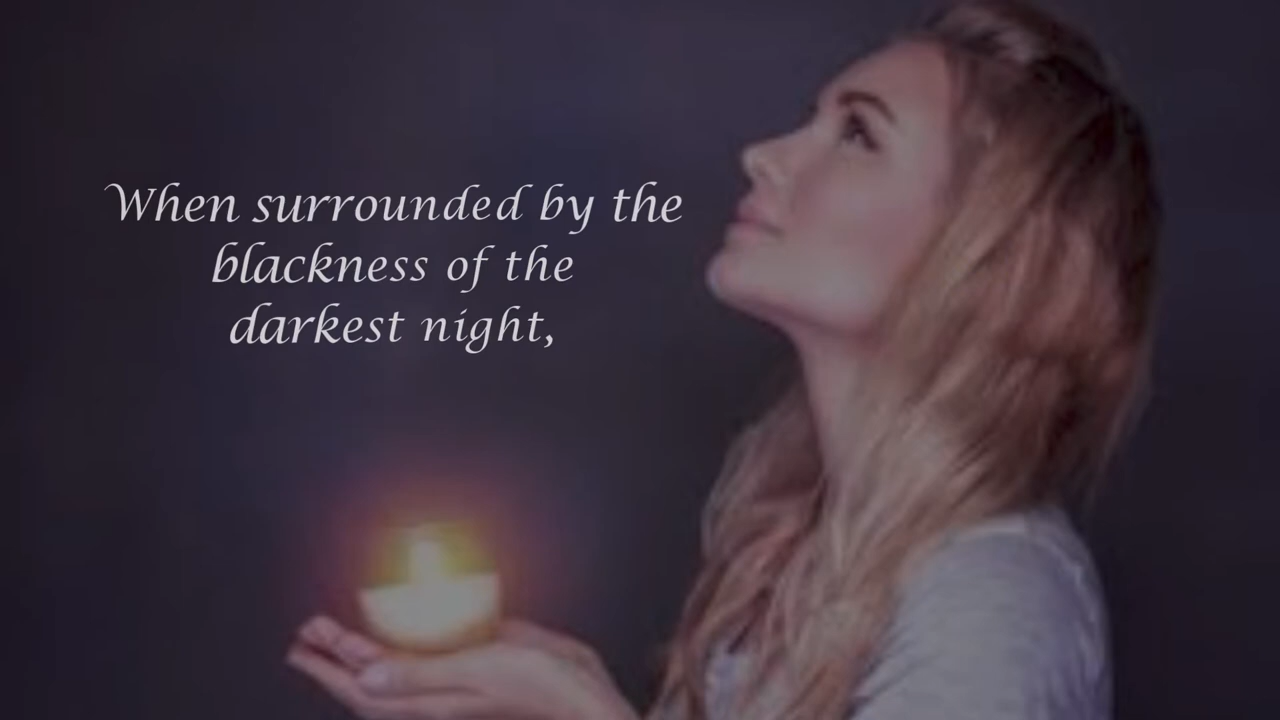 When surrounded by the
blackness of the
darkest night,